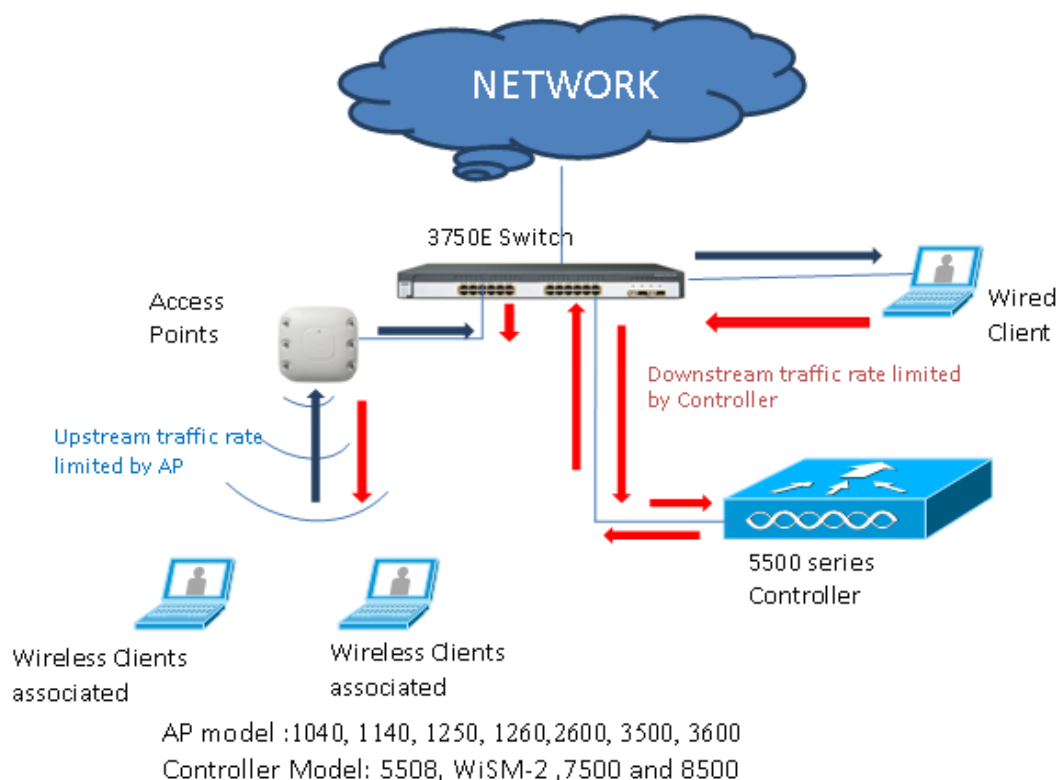 NETWORK
3750E Switch
Access
Points
Wired
Client
Downstream traffic rate limited
by Controller
Upstream traffic rate
limited by AP
5500 series
Controller
Wireless Clients
associated
Wireless Clients
associated
AP model :1040, 1140, 1250, 1260,2600, 3500, 3600
Controller Model: 5508, WiSM-2 ,7500 and 8500